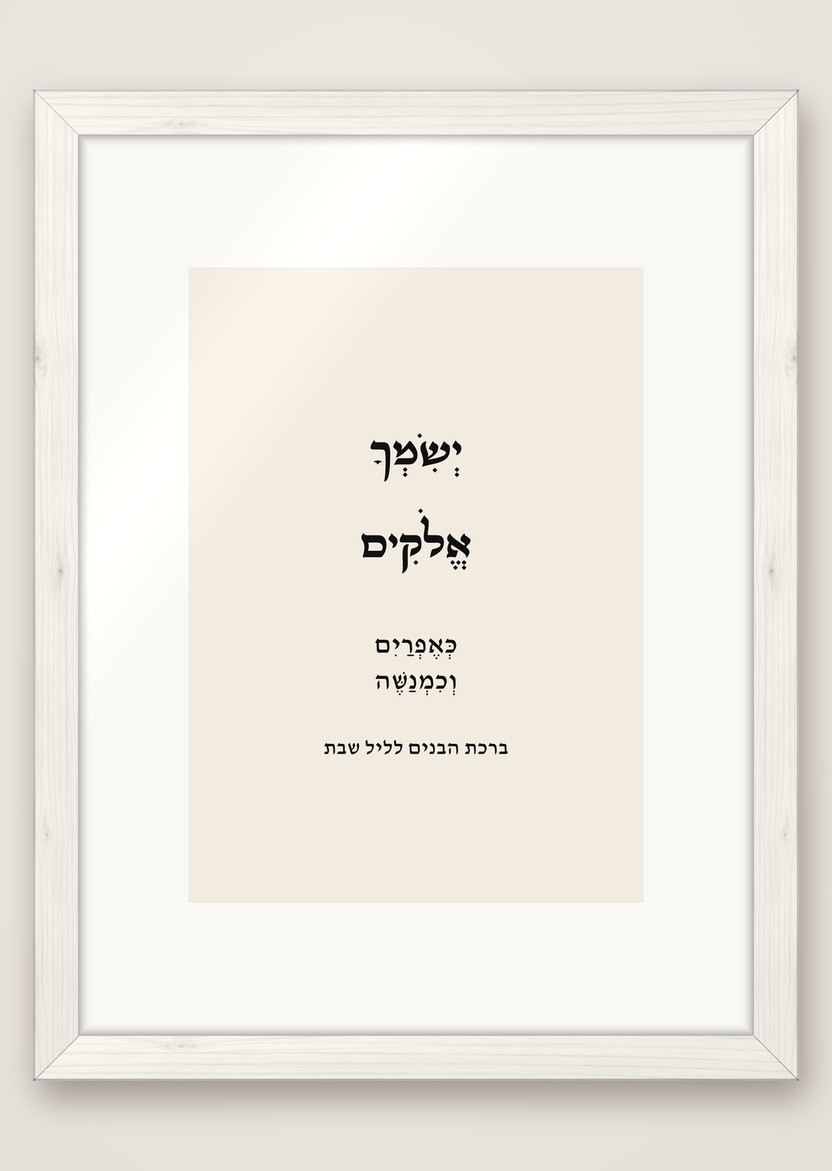 יְשִׂמְךָ
אֱלֹקִים
כְּאֶפְרַיִם
וְכִמְנַשֶּׁה
ברכת הבנים לליל שבת